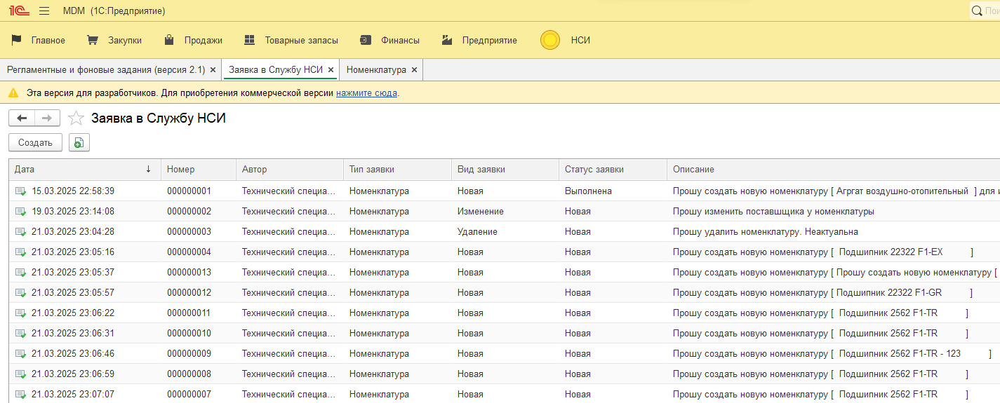 1С MDM (1С:Предприятие) Пои
Главное Закупки Продажи Товарные запасы Финансы Предприятие НСИ
Регламентные и фоновые задания (версия 2.1) × Заявка в Службу НСИ × Номенклатура ×
Эта версия для разработчиков. Для приобретения коммерческой версии нажмите сюда.
Заявка в Службу НСИ
Создать
Дата ↓ Номер Автор Тип заявки Вид заявки Статус заявки Описание
15.03.2025 22:58:39 000000001 Технический специа... Номенклатура Новая Выполнена Прошу создать новую номенклатуру [ Агргат воздушно-отопительный ] для и
19.03.2025 23:14:08 000000002 Технический специа... Номенклатура Изменение Новая Прошу изменить поставшщика у номенклатуры
21.03.2025 23:04:28 000000003 Технический специа... Номенклатура Удаление Новая Прошу удалить номенклатуру. Неактуальна
21.03.2025 23:05:16 000000004 Технический специа... Номенклатура Новая Новая Прошу создать новую номенклатуру [ Подшипник 22322 F1-EX ]
21.03.2025 23:05:37 000000013 Технический специа... Номенклатура Новая Новая Прошу создать новую номенклатуру [ Прошу создать новую номенклатуру [
21.03.2025 23:05:57 000000012 Технический специа... Номенклатура Новая Новая Прошу создать новую номенклатуру [ Подшипник 22322 F1-GR ]
21.03.2025 23:06:22 000000011 Технический специа... Номенклатура Новая Новая Прошу создать новую номенклатуру [ Подшипник 2562 F1-TR ]
21.03.2025 23:06:31 000000010 Технический специа... Номенклатура Новая Новая Прошу создать новую номенклатуру [ Подшипник 2562 F1-TR ]
21.03.2025 23:06:46 000000009 Технический специа... Номенклатура Новая Новая Прошу создать новую номенклатуру [ Подшипник 2562 F1-TR - 123 ]
21.03.2025 23:06:59 000000008 Технический специа... Номенклатура Новая Новая Прошу создать новую номенклатуру [ Подшипник 2562 F1-TR ]
21.03.2025 23:07:07 000000007 Технический специа... Номенклатура Новая Новая Прошу создать новую номенклатуру [ Подшипник 2562 F1-TR ]